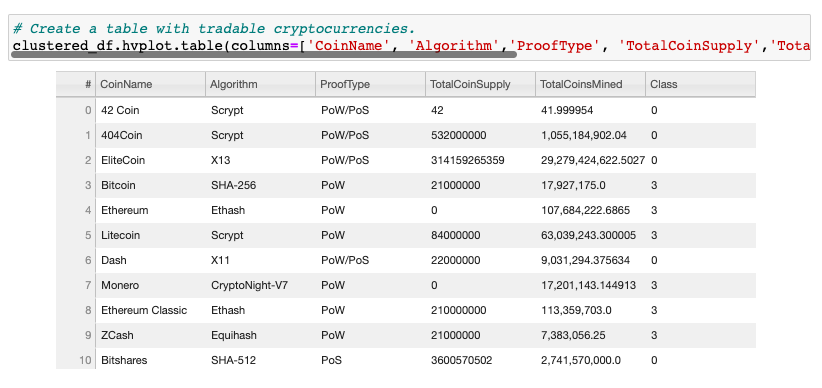 # Create a table with tradable cryptocurrencies.
clustered_df.hvplot.table(columns=['CoinName', 'Algorithm','ProofType', 'TotalCoinSupply','Tota
# CoinName Algorithm ProofType TotalCoinSupply TotalCoinsMined Class
0 42 Coin Scrypt PoW/PoS 42 41.999954 0
1 404Coin Scrypt PoW/PoS 532000000 1,055,184,902.04 0
2 EliteCoin X13 PoW/PoS 314159265359 29,279,424,622.5027 0
3 Bitcoin SHA-256 PoW 21000000 17,927,175.0 3
4 Ethereum Ethash PoW 0 107,684,222.6865 3
5 Litecoin Scrypt PoW 84000000 63,039,243.300005 3
6 Dash X11 PoW/PoS 22000000 9,031,294.375634 0
7 Monero CryptoNight-V7 PoW 0 17,201,143.144913 3
8 Ethereum Classic Ethash PoW 210000000 113,359,703.0 3
9 ZCash Equihash PoW 21000000 7,383,056.25 3
10 Bitshares SHA-512 PoS 3600570502 2,741,570,000.0 0